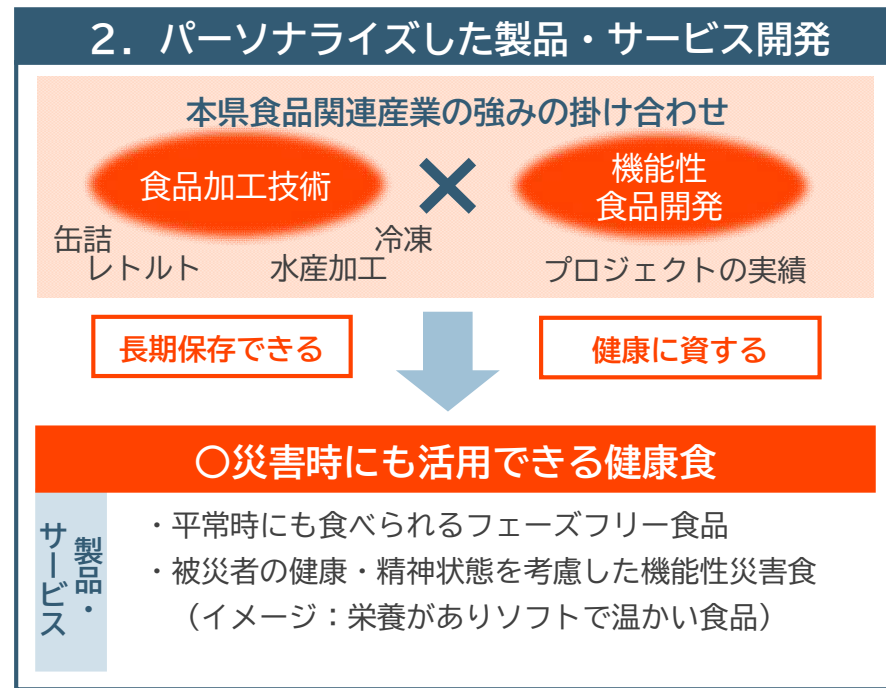 ２．パーソナライズした製品・サービス開発
本県食品関連産業の強みの掛け合わせ
食品加工技術
×
機能性
食品開発
缶詰
冷凍
レトルト
水産加工
プロジェクトの実績
長期保存できる
健康に資する
〇災害時にも活用できる健康食
製品・
サービス
・平常時にも食べられるフェーズフリー食品
・被災者の健康・精神状態を考慮した機能性災害食
（イメージ：栄養がありソフトで温かい食品）